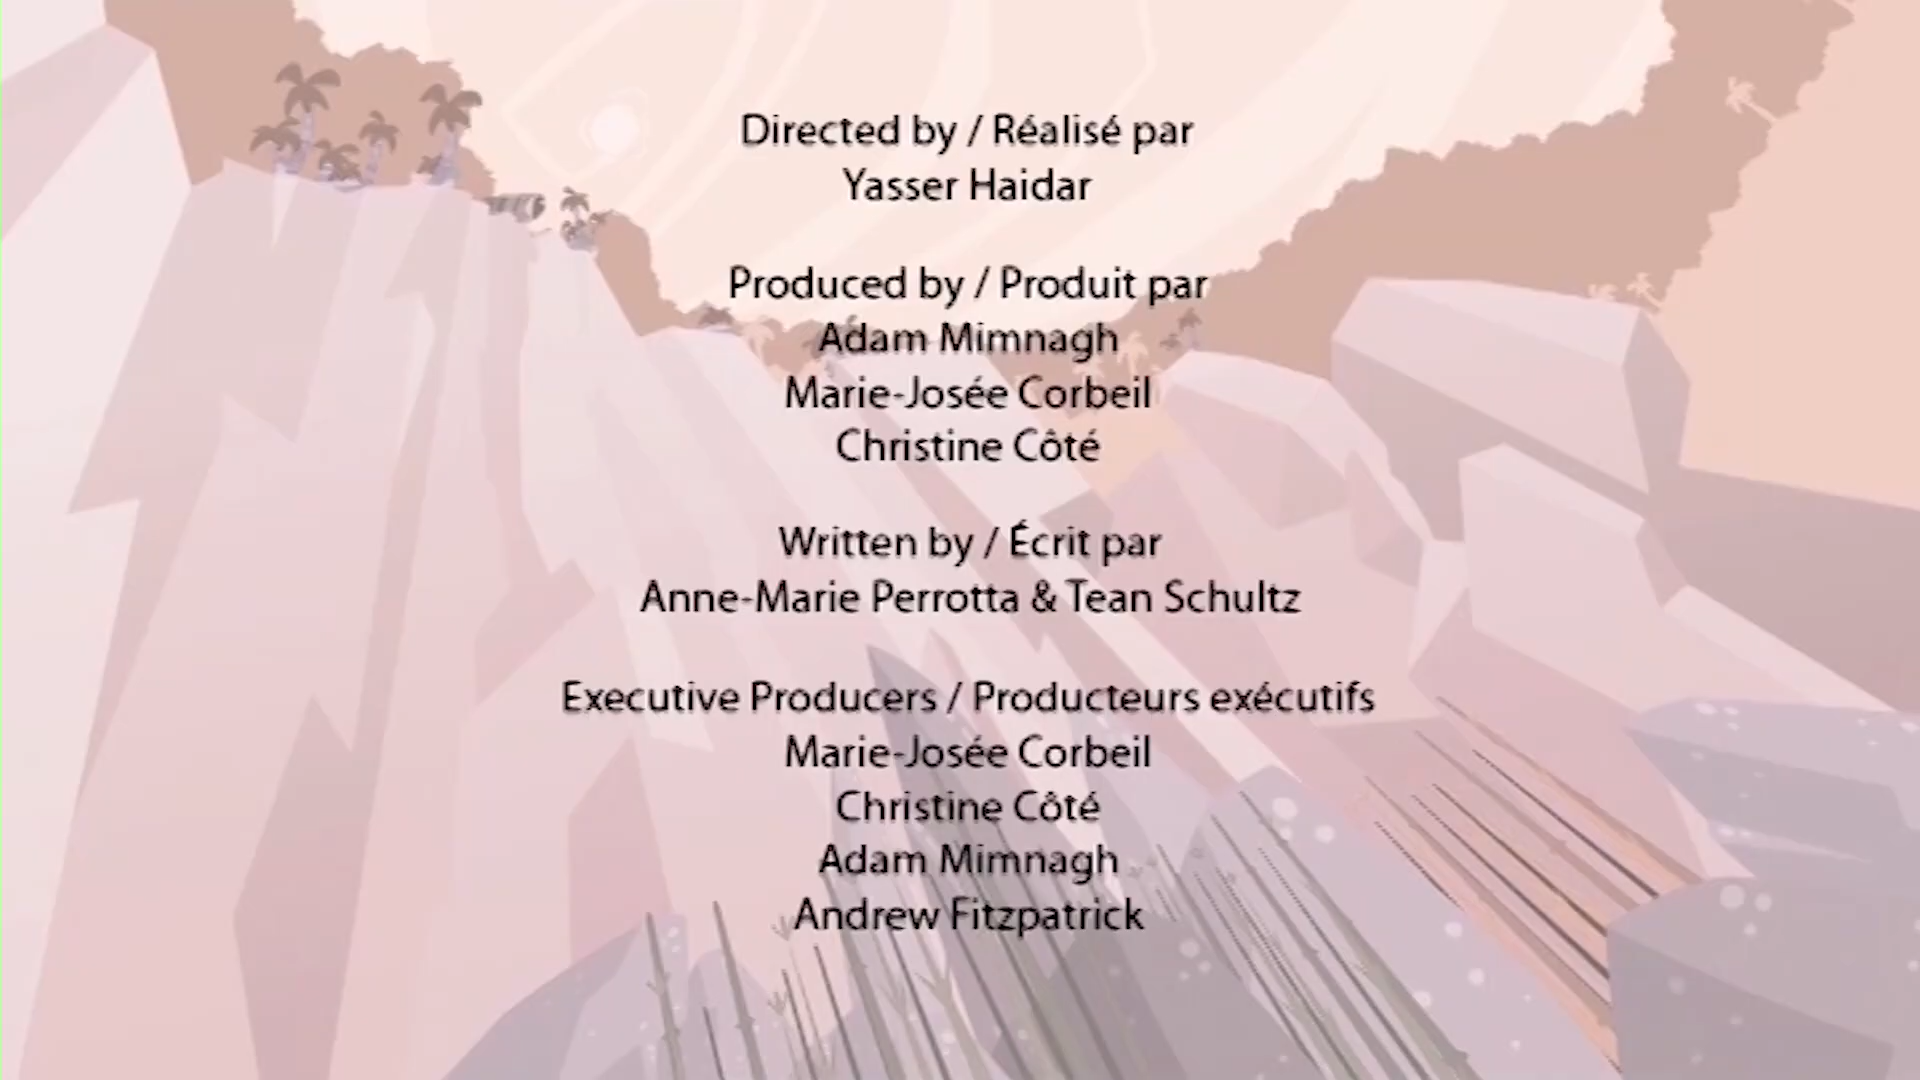 Directed by / Réalisé par
Yasser Haidar
Produced by / Produit par
Adam Mimnagh
Marie-Josée Corbeil
Christine Côté
Written by / Écrit par
Anne-Marie Perrotta & Tean Schultz
Executive Producers / Producteurs exécutifs
Marie-Josée Corbeil
Christine Côté
Adam Mimnagh
Andrew Fitzpatrick